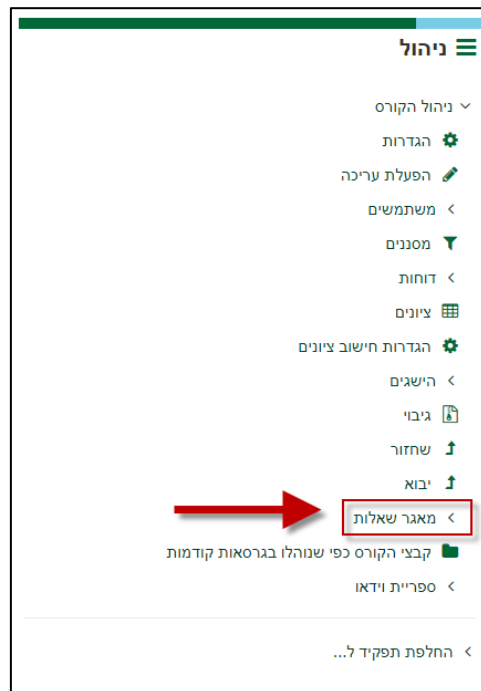 ניהול
ניהול הקורס
הגדרות
הפעלת עריכה
משתמשים
מסננים
דוחות
ציונים
הגדרות חישוב ציונים
הישגים
גיבוי
שחזור
יבוא
מאגר שאלות
קבצי הקורס כפי שנוהלו בגרסאות קודמות
ספריית וידאו
החלפת תפקיד ל...